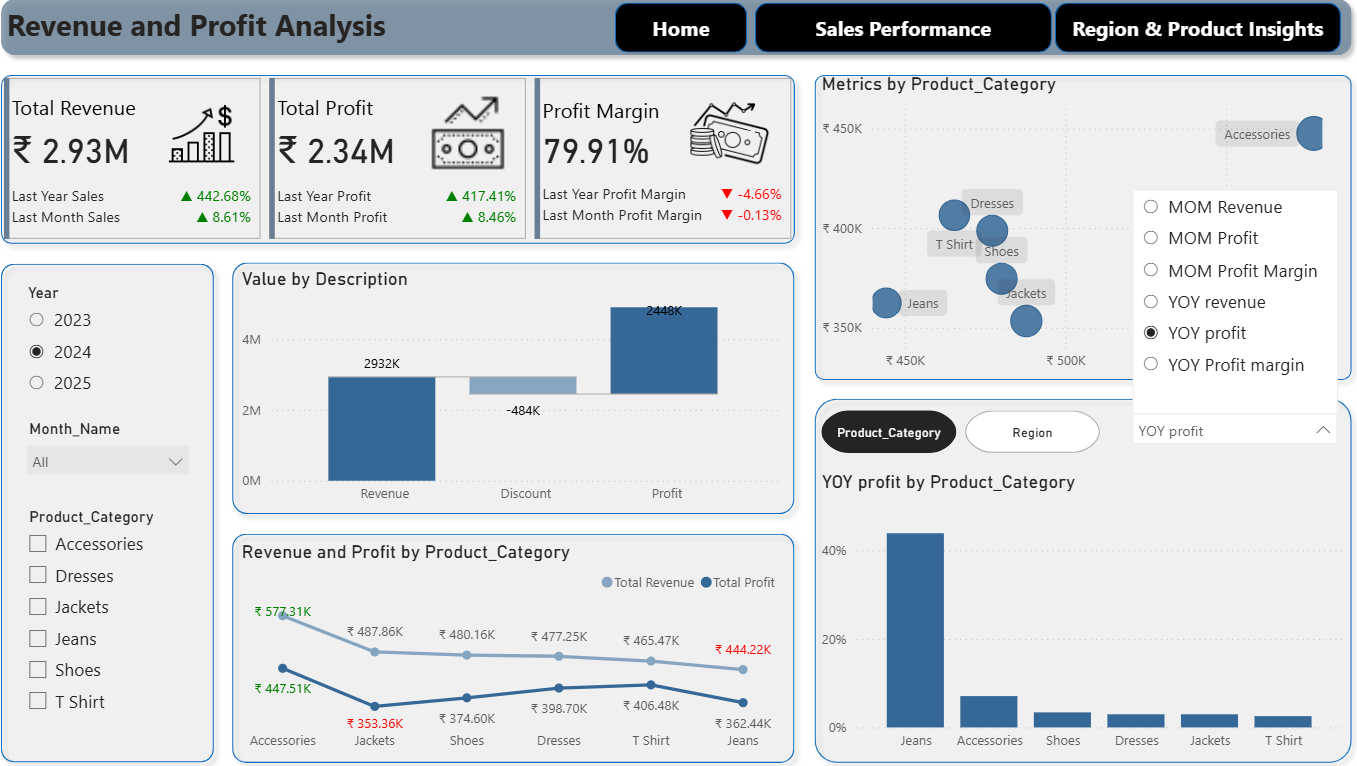 Revenue and Profit Analysis
Home
Sales Performance
Region & Product Insights
Total Revenue
₹ 2.93M
Last Year Sales ▲ 442.68%
Last Month Sales ▲ 8.61%
$
Total Profit
₹ 2.34M
Last Year Profit ▲ 417.41%
Last Month Profit ▲ 8.46%
Profit Margin
79.91%
Last Year Profit Margin ▼ -4.66%
Last Month Profit Margin ▼ -0.13%
Year
2023
2024
2025
Month_Name
All
Product_Category
Accessories
Dresses
Jackets
Jeans
Shoes
T Shirt
Value by Description
4M
2M
0M
2932K
-484K
2448K
Revenue
Discount
Profit
Revenue and Profit by Product_Category
Total Revenue
Total Profit
₹ 577.31K
₹ 487.86K
₹ 480.16K
₹ 477.25K
₹ 465.47K
₹ 444.22K
₹ 447.51K
₹ 353.36K
₹ 374.60K
₹ 398.70K
₹ 406.48K
₹ 362.44K
Accessories
Jackets
Shoes
Dresses
T Shirt
Jeans
Metrics by Product_Category
₹ 450K
₹ 400K
₹ 350K
Accessories
Dresses
T Shirt
Shoes
Jackets
Jeans
₹ 450K
₹ 500K
MOM Revenue
MOM Profit
MOM Profit Margin
YOY revenue
YOY profit
YOY Profit margin
YOY profit
Product_Category
Region
YOY profit by Product_Category
40%
20%
0%
Jeans
Accessories
Shoes
Dresses
Jackets
T Shirt